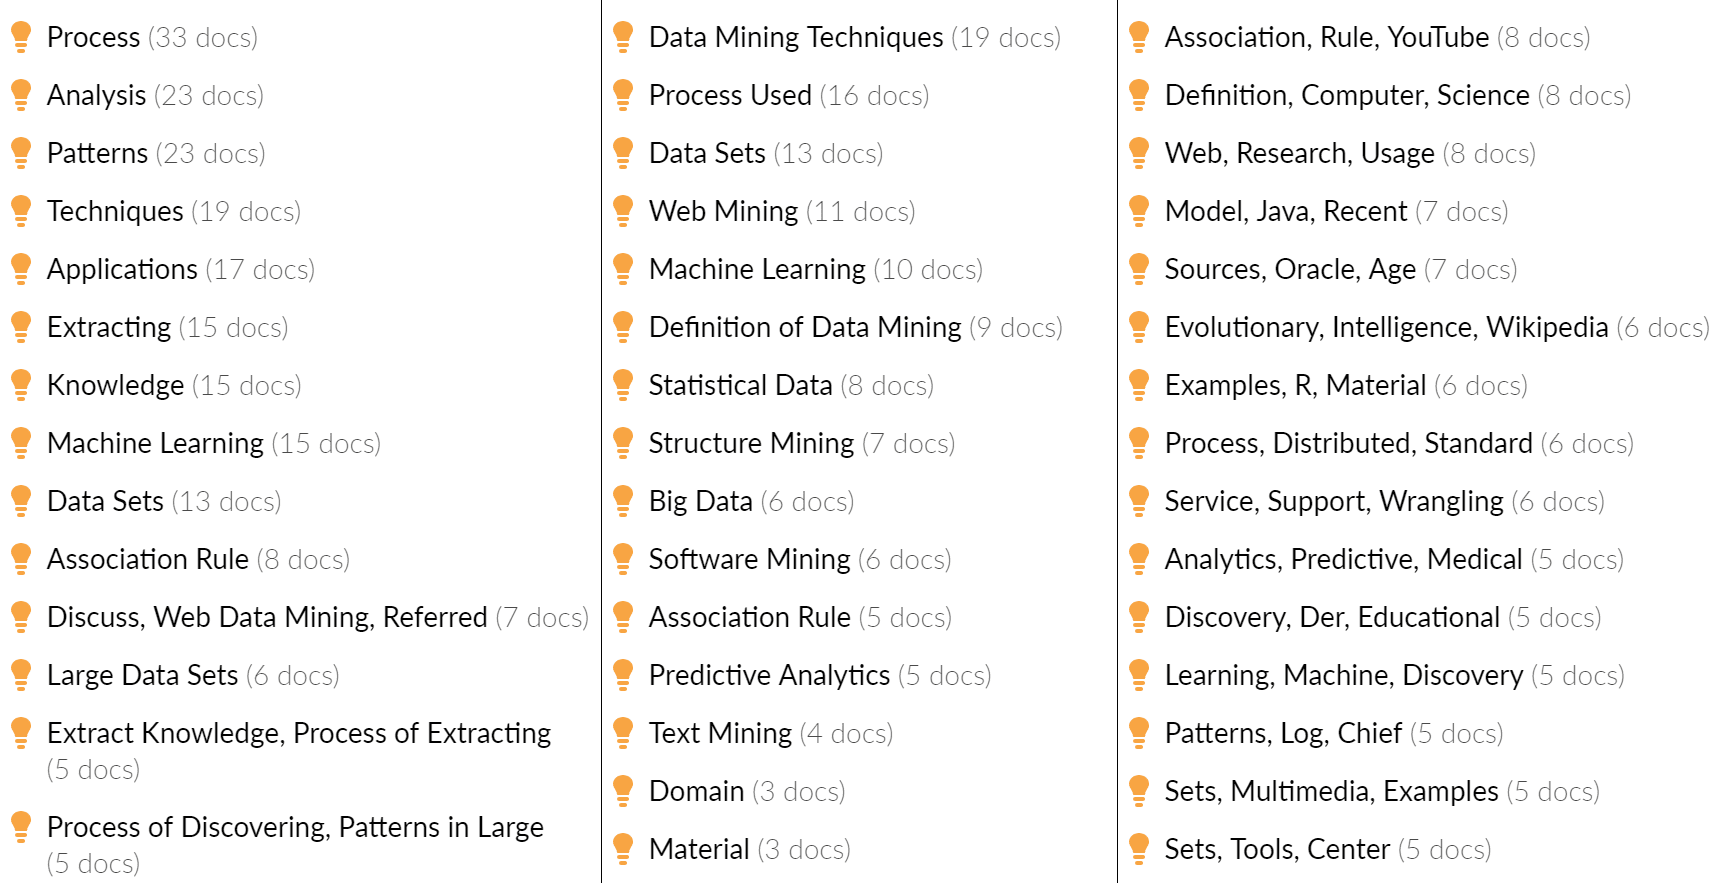 Process (33 docs)
Analysis (23 docs)
Patterns (23 docs)
Techniques (19 docs)
Applications (17 docs)
Extracting (15 docs)
Knowledge (15 docs)
Machine Learning (15 docs)
Data Sets (13 docs)
Association Rule (8 docs)
Discuss, Web Data Mining, Referred (7 docs)
Large Data Sets (6 docs)
Extract Knowledge, Process of Extracting
(5 docs)
Process of Discovering, Patterns in Large
(5 docs)
Data Mining Techniques (19 docs)
Process Used (16 docs)
Data Sets (13 docs)
Web Mining (11 docs)
Machine Learning (10 docs)
Definition of Data Mining (9 docs)
Statistical Data (8 docs)
Structure Mining (7 docs)
Big Data (6 docs)
Software Mining (6 docs)
Association Rule (5 docs)
Predictive Analytics (5 docs)
Text Mining (4 docs)
Domain (3 docs)
Material (3 docs)
Association, Rule, YouTube (8 docs)
Definition, Computer, Science (8 docs)
Web, Research, Usage (8 docs)
Model, Java, Recent (7 docs)
Sources, Oracle, Age (7 docs)
Evolutionary, Intelligence, Wikipedia (6 docs)
Examples, R, Material (6 docs)
Process, Distributed, Standard (6 docs)
Service, Support, Wrangling (6 docs)
Analytics, Predictive, Medical (5 docs)
Discovery, Der, Educational (5 docs)
Learning, Machine, Discovery (5 docs)
Patterns, Log, Chief (5 docs)
Sets, Multimedia, Examples (5 docs)
Sets, Tools, Center (5 docs)